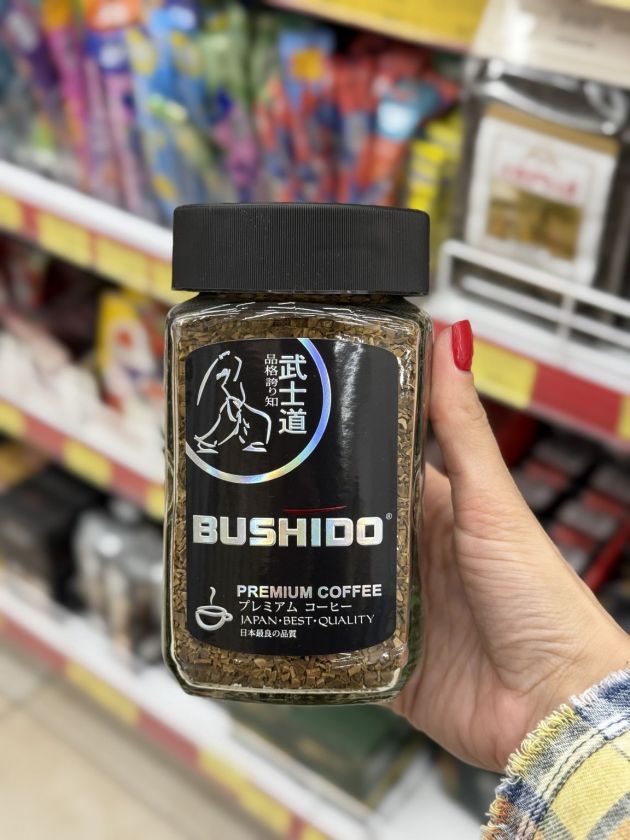 武士道
品格 誇り知
BUSHIDO®
PREMIUM COFFEE
プレミアム コーヒー
JAPAN·BEST·QUALITY
日本最良の品質